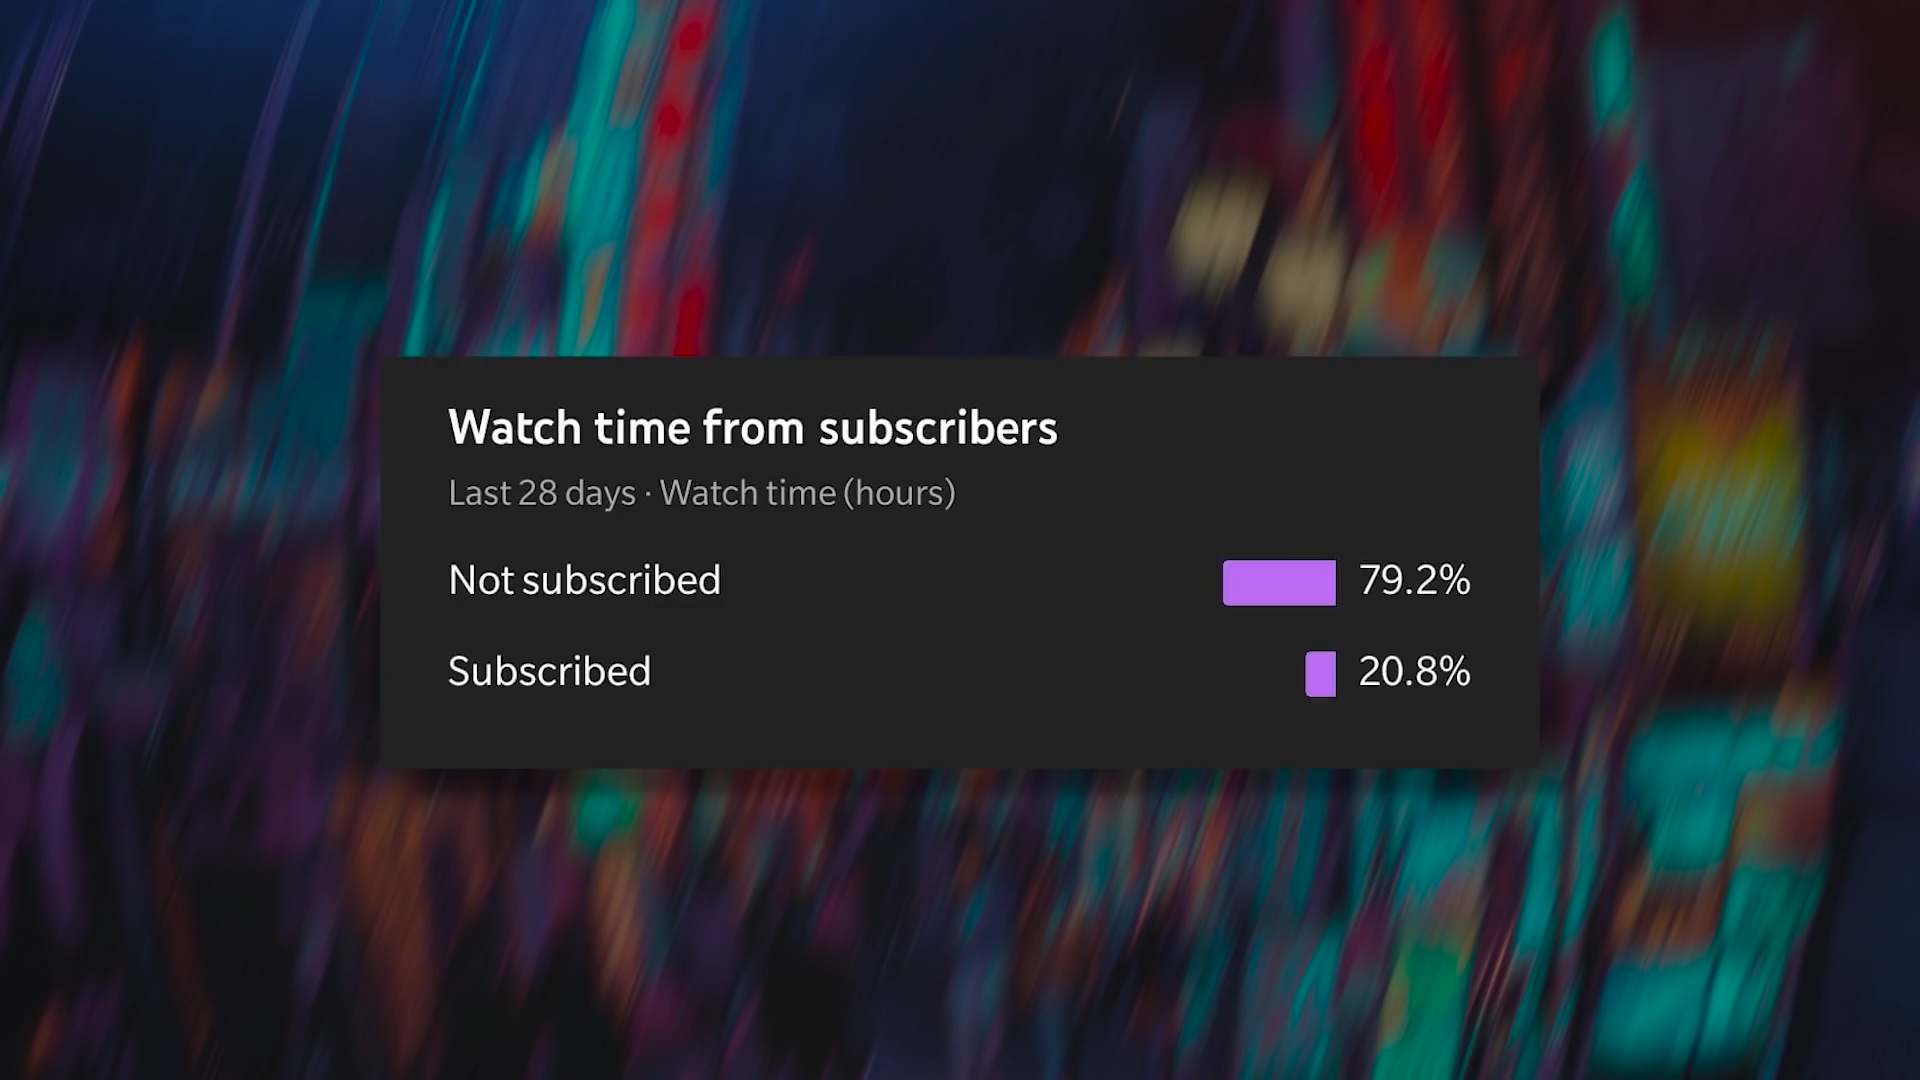 Watch time from subscribers
Last 28 days · Watch time (hours)
Not subscribed 79.2%
Subscribed 20.8%